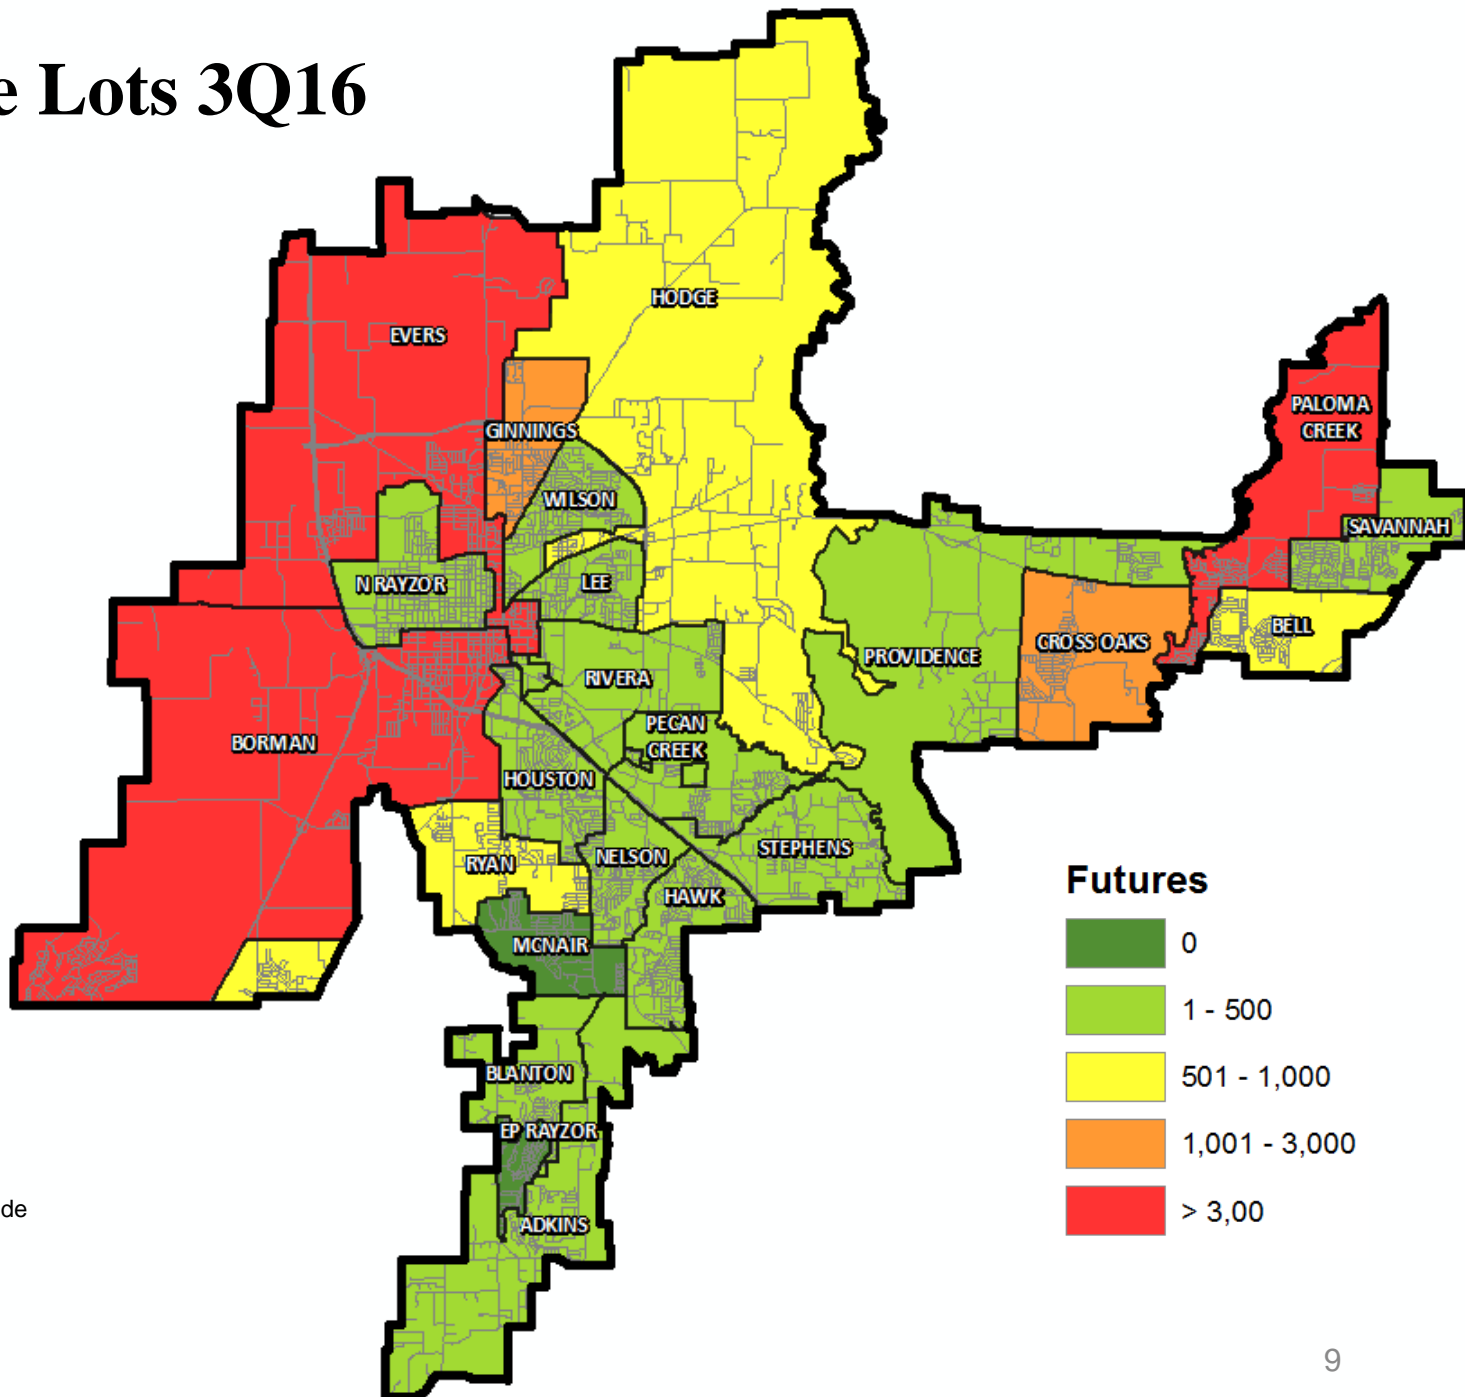 e Lots 3Q16
HODGE
EVERS
PALOMA
CREEK
GINNINGS
WILSON
SAVANNAH
N RAYZOR
LEE
BELL
CROSS OAKS
PROVIDENCE
RIVERA
PECAN
CREEK
BORMAN
HOUSTON
STEPHENS
NELSON
RYAN
HAWK
MCNAIR
BLANTON
EP RAYZOR
ADKINS
Futures
0
1 - 500
501 - 1,000
1,001 - 3,000
> 3,00
de
9